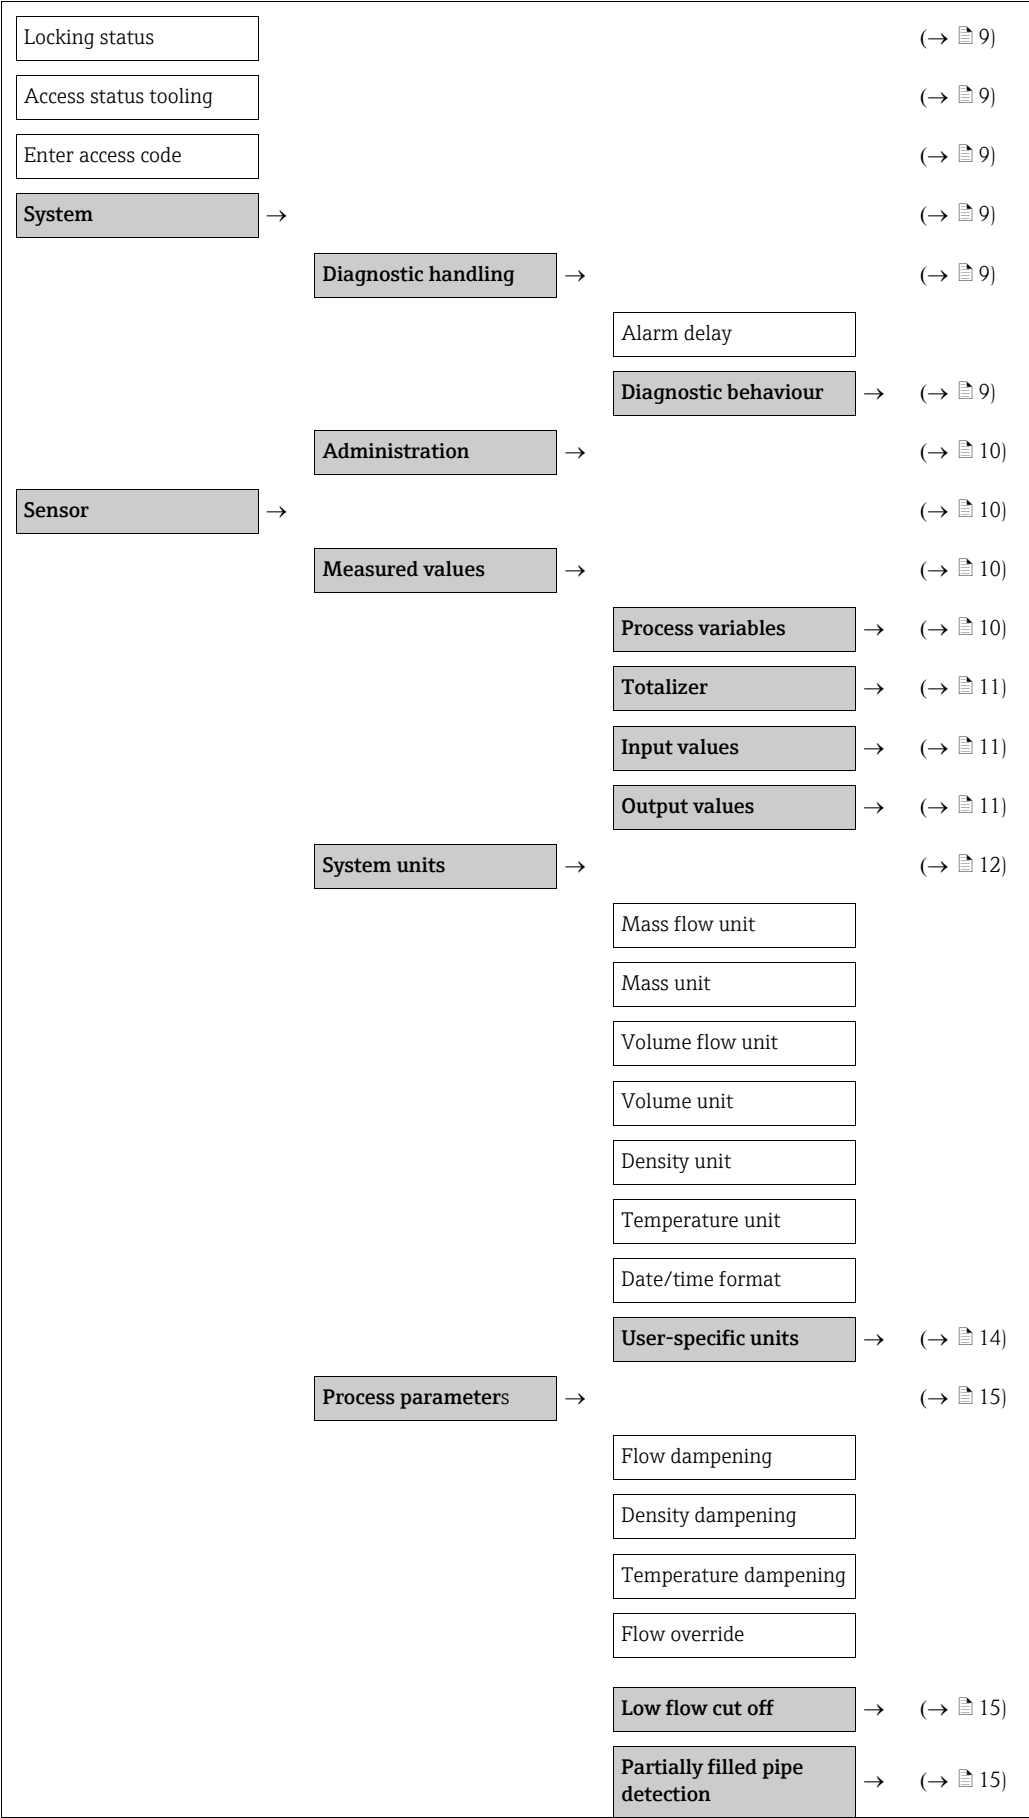 Locking status (→ 9)
Access status tooling (→ 9)
Enter access code (→ 9)
System → (→ 9)
Diagnostic handling → (→ 9)
Alarm delay
Diagnostic behaviour → (→ 9)
Administration → (→ 10)
Sensor → (→ 10)
Measured values → (→ 10)
Process variables → (→ 10)
Totalizer → (→ 11)
Input values → (→ 11)
Output values → (→ 11)
System units → (→ 12)
Mass flow unit
Mass unit
Volume flow unit
Volume unit
Density unit
Temperature unit
Date/time format
User-specific units → (→ 14)
Process parameters → (→ 15)
Flow dampening
Density dampening
Temperature dampening
Flow override
Low flow cut off → (→ 15)
Partially filled pipe
detection → (→ 15)